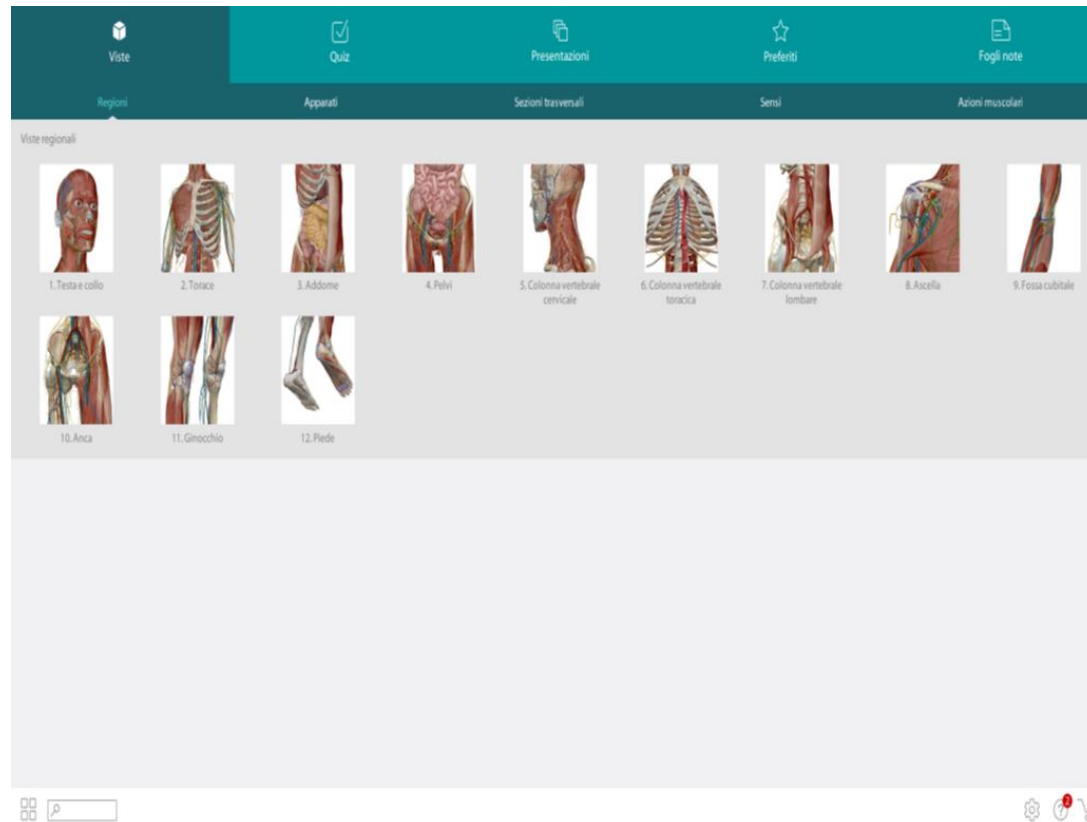 Viste
Quiz
Presentazioni
Preferiti
Fogli note
Regioni
Apparati
Sezioni trasversali
Sensi
Azioni muscolari
Viste regionali
1. Testa e collo
2. Torace
3. Addome
4. Pelvi
5. Colonna vertebrale
cervicale
6. Colonna vertebrale
toracica
7. Colonna vertebrale
lombare
8. Ascella
9. Fossa cubitale
10. Anca
11. Ginocchio
12. Piede
?
2